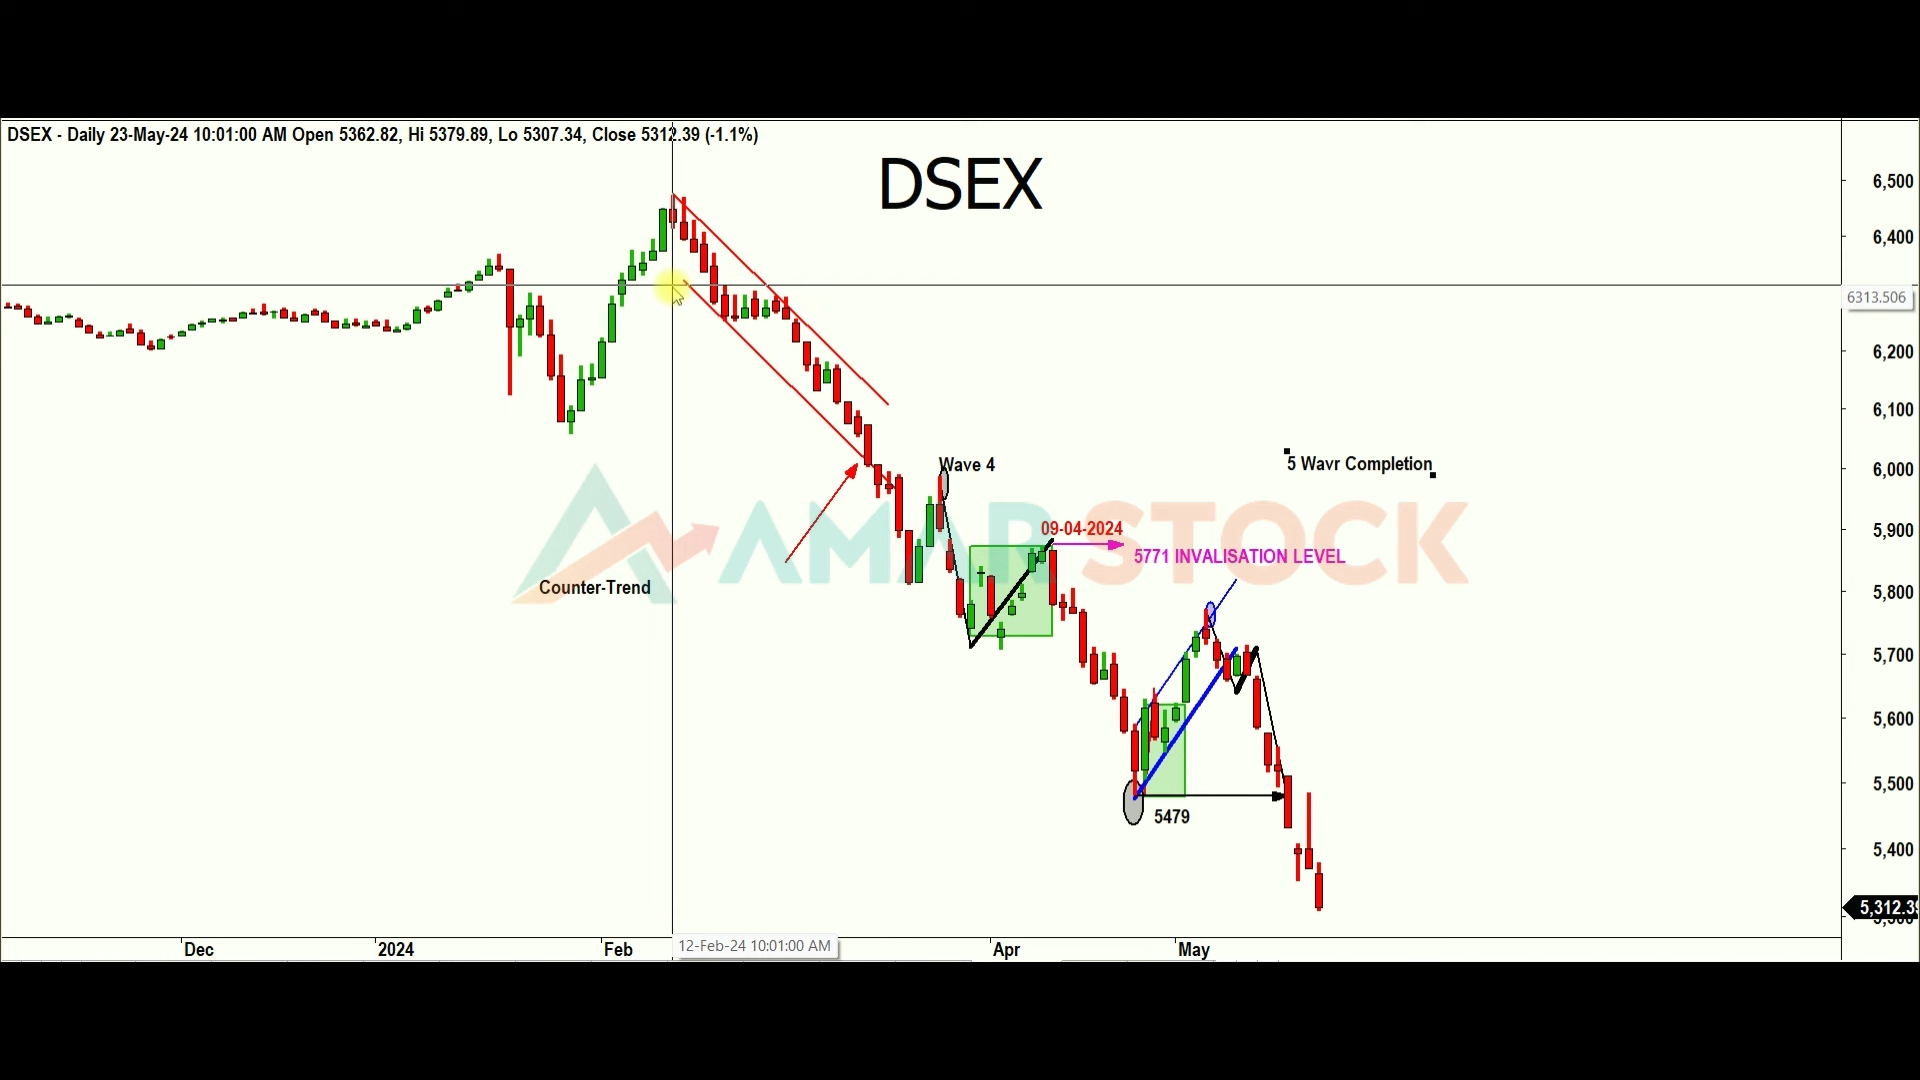 DSEX - Daily 23-May-24 10:01:00 AM Open 5362.82, Hi 5379.89, Lo 5307.34, Close 5312.39 (-1.1%)
DSEX
6,500
6,400
6313.506
6,200
6,100
Wave 4
5 Wavr Completion
6,000
AMAR STOCK
09-04-2024
5,900
5771 INVALISATION LEVEL
Counter-Trend
5,800
5,700
5,600
5,500
5479
5,400
5,312.39
Dec
2024
Feb
12-Feb-24 10:01:00 AM
Apr
May